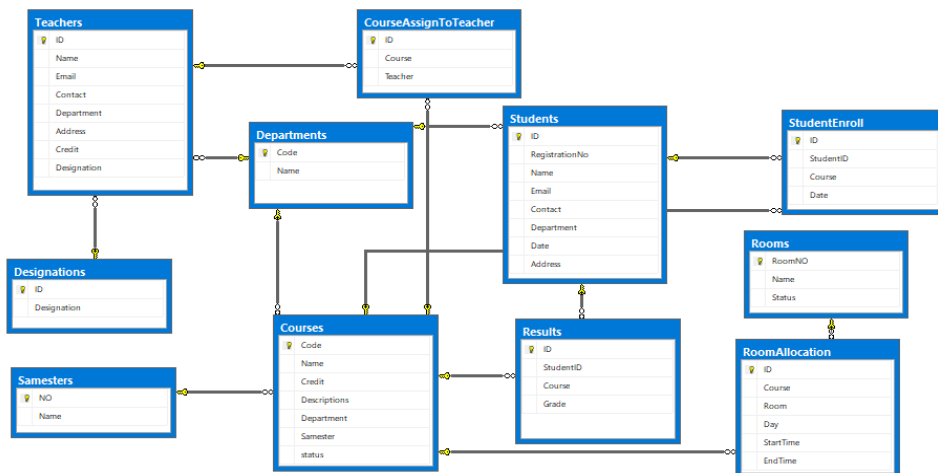 Teachers
ID
Name
Email
Contact
Department
Address
Credit
Designation
CourseAssignToTeacher
ID
Course
Teacher
Departments
Code
Name
Students
ID
RegistrationNo
Name
Email
Contact
Department
Date
Address
StudentEnroll
ID
StudentID
Course
Date
Designations
ID
Designation
Rooms
RoomNO
Name
Status
Samesters
NO
Name
Courses
Code
Name
Credit
Descriptions
Department
Samester
status
Results
ID
StudentID
Course
Grade
RoomAllocation
ID
Course
Room
Day
StartTime
EndTime